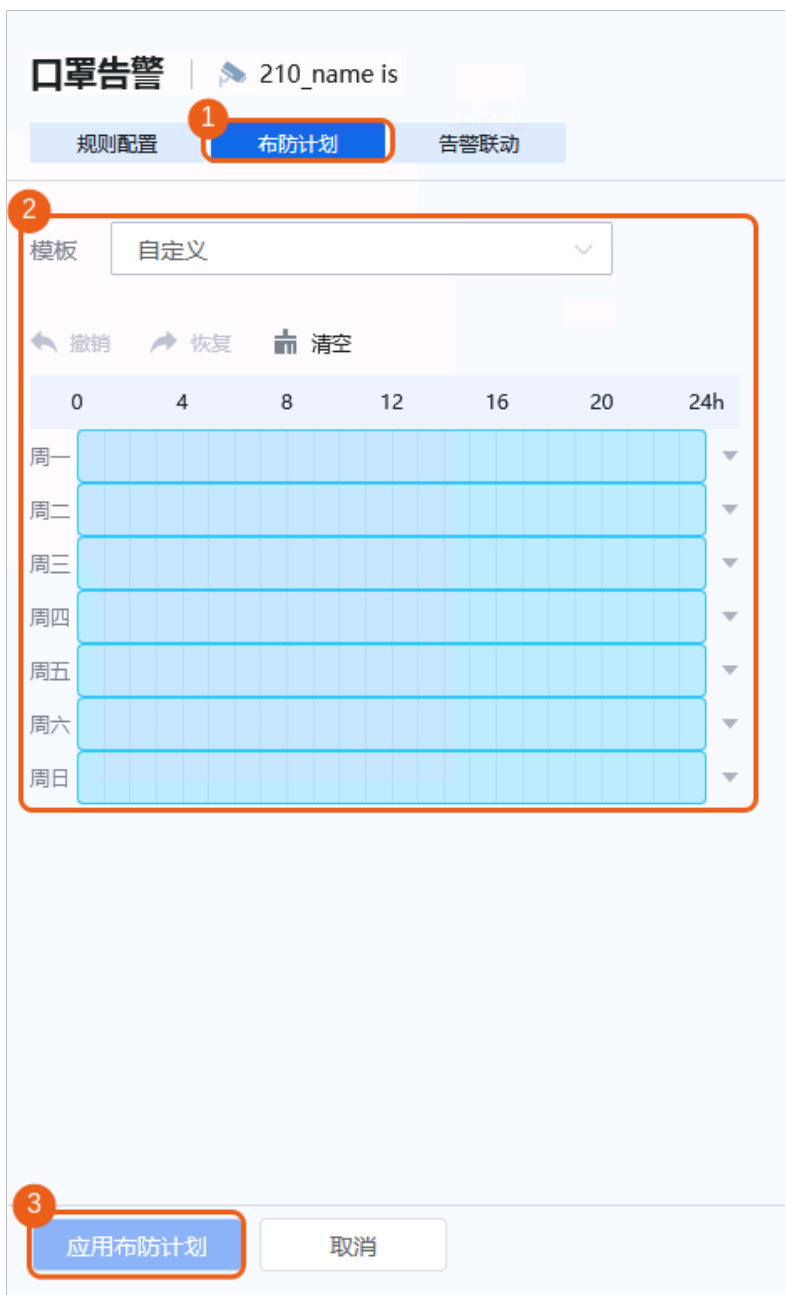 口罩告警 210_name is
1
规则配置 布防计划 告警联动
2
模板 自定义
撤销 恢复 清空
0 4 8 12 16 20 24h
周一
周二
周三
周四
周五
周六
周日
3
应用布防计划 取消